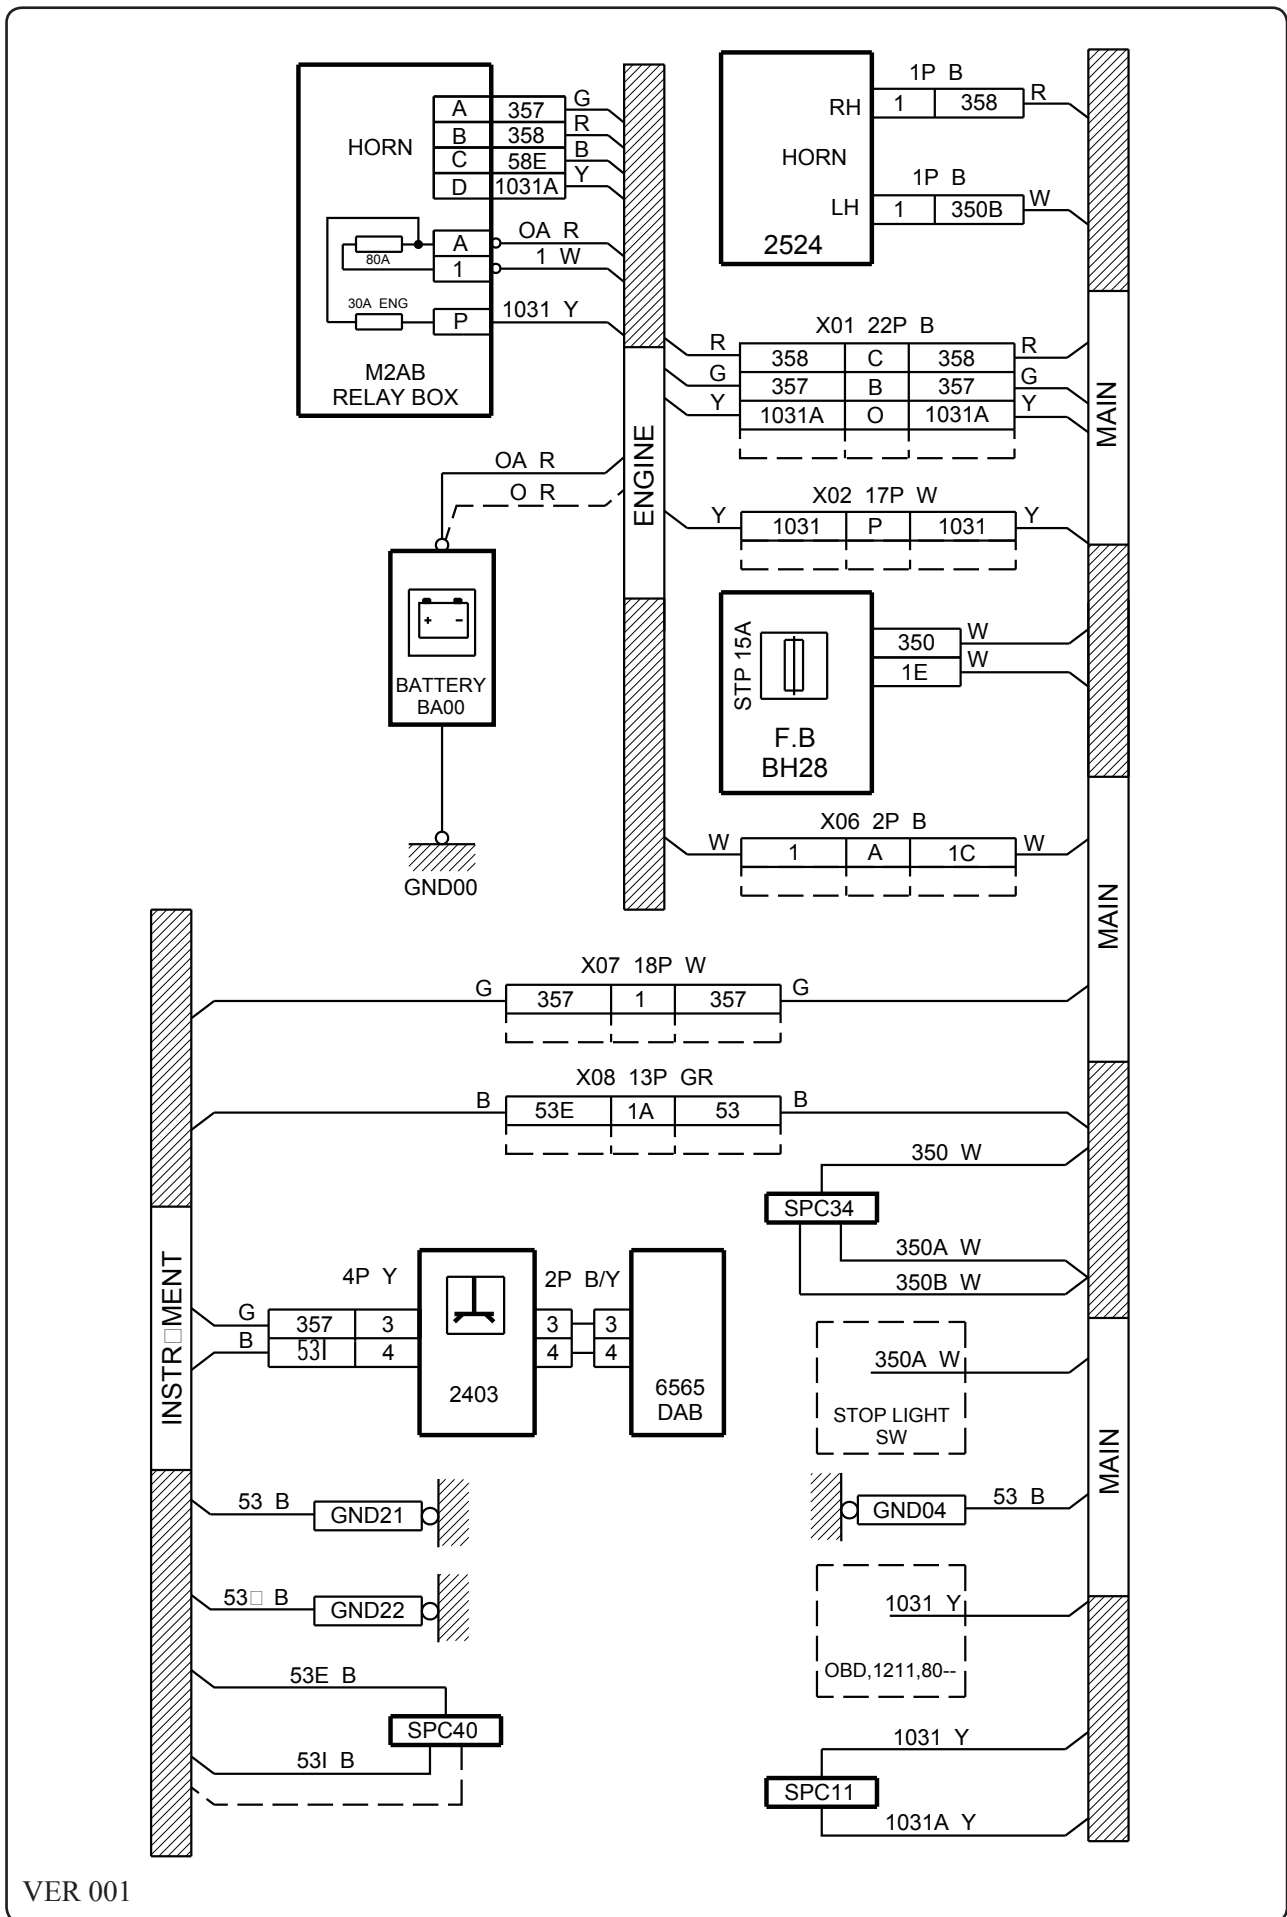 HORN
A 357 G
B 358 R
C 58E B
D 1031A Y
80A
A OA R
1 1 W
30A ENG
P 1031 Y
M2AB
RELAY BOX
1P B
RH 1 358 R
HORN
1P B
LH 1 350B W
2524
X01 22P B
R 358 C 358 R
G 357 B 357 G
Y 1031A O 1031A Y
ENGINE
MAIN
OA R
O R
X02 17P W
Y 1031 P 1031 Y
+ -
BATTERY
BA00
GND00
STP 15A
350 W
1E W
F.B
BH28
X06 2P B
W 1 A 1C W
MAIN
X07 18P W
G 357 1 357 G
X08 13P GR
B 53E 1A 53 B
350 W
SPC34
350A W
350B W
INSTR□MENT
4P Y
G 357 3
B 53I 4
2403
2P B/Y
3 3
4 4
6565
DAB
350A W
STOP LIGHT
SW
MAIN
53 B GND21
GND04 53 B
53□ B GND22
1031 Y
OBD,1211,80--
53E B
SPC40
53I B
1031 Y
SPC11
1031A Y
VER 001